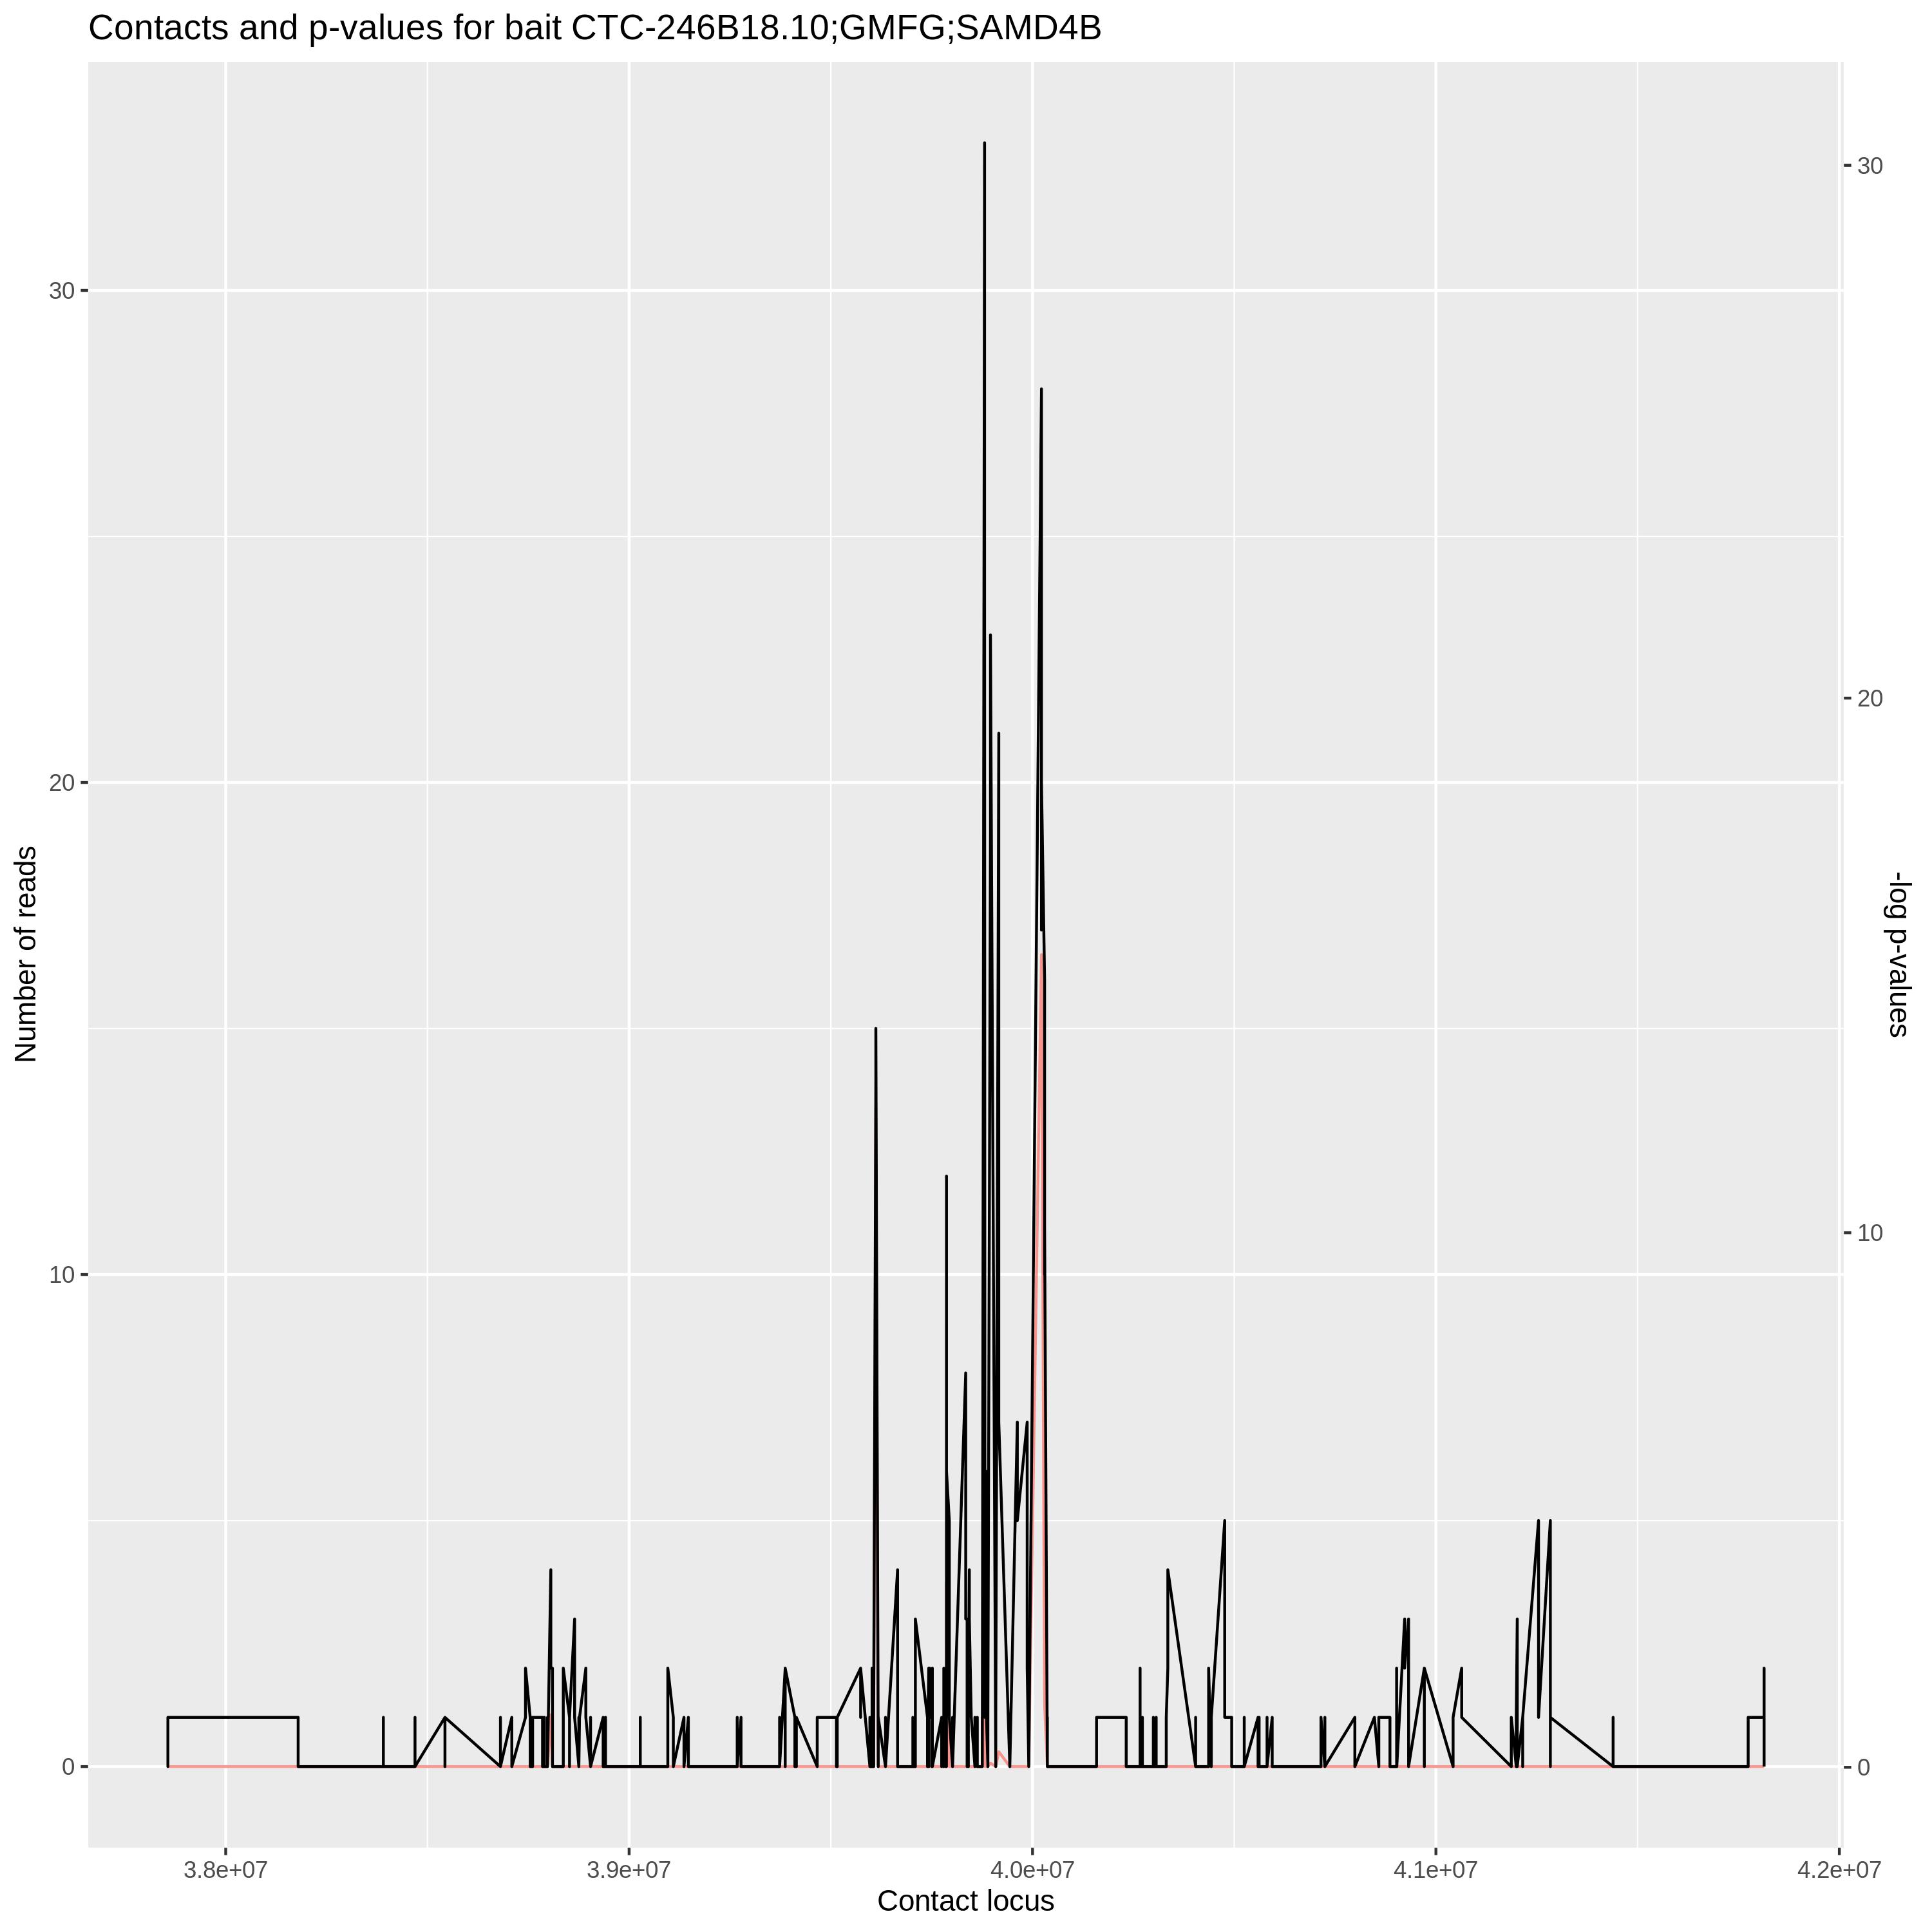 Contacts and p-values for bait CTC-246B18.10;GMFG;SAMD4B
30
20
10
0
Number of reads
30
20
10
0
-log p-values
3.8e+07
3.9e+07
4.0e+07
4.1e+07
4.2e+07
Contact locus